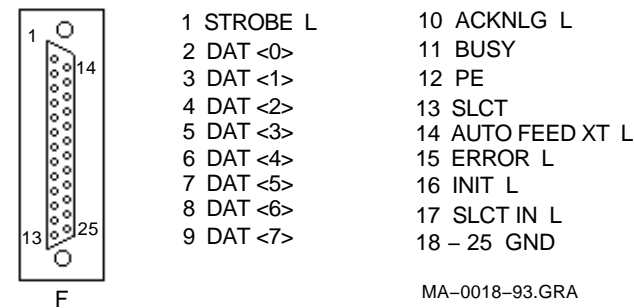 1
14
13
25
F
1 STROBE L
2 DAT <0>
3 DAT <1>
4 DAT <2>
5 DAT <3>
6 DAT <4>
7 DAT <5>
8 DAT <6>
9 DAT <7>
10 ACKNLG L
11 BUSY
12 PE
13 SLCT
14 AUTO FEED XT L
15 ERROR L
16 INIT L
17 SLCT IN L
18 – 25 GND
MA–0018–93.GRA